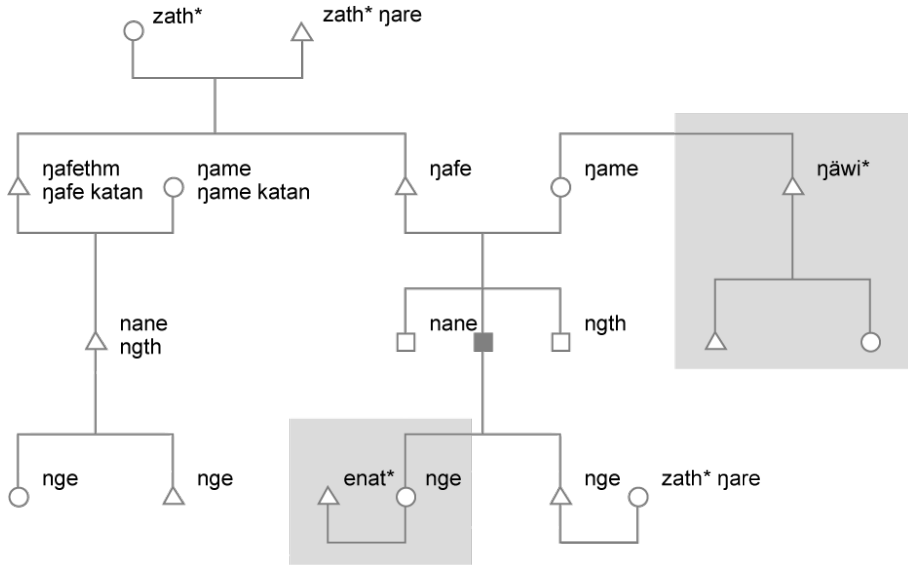 zath*
zath* ŋare
ŋafethm
ŋafe katan
ŋame
ŋame katan
ŋafe
ŋame
ŋäwi*
nane
ngth
nane
ngth
nge
nge
enat*
nge
nge
zath* ŋare